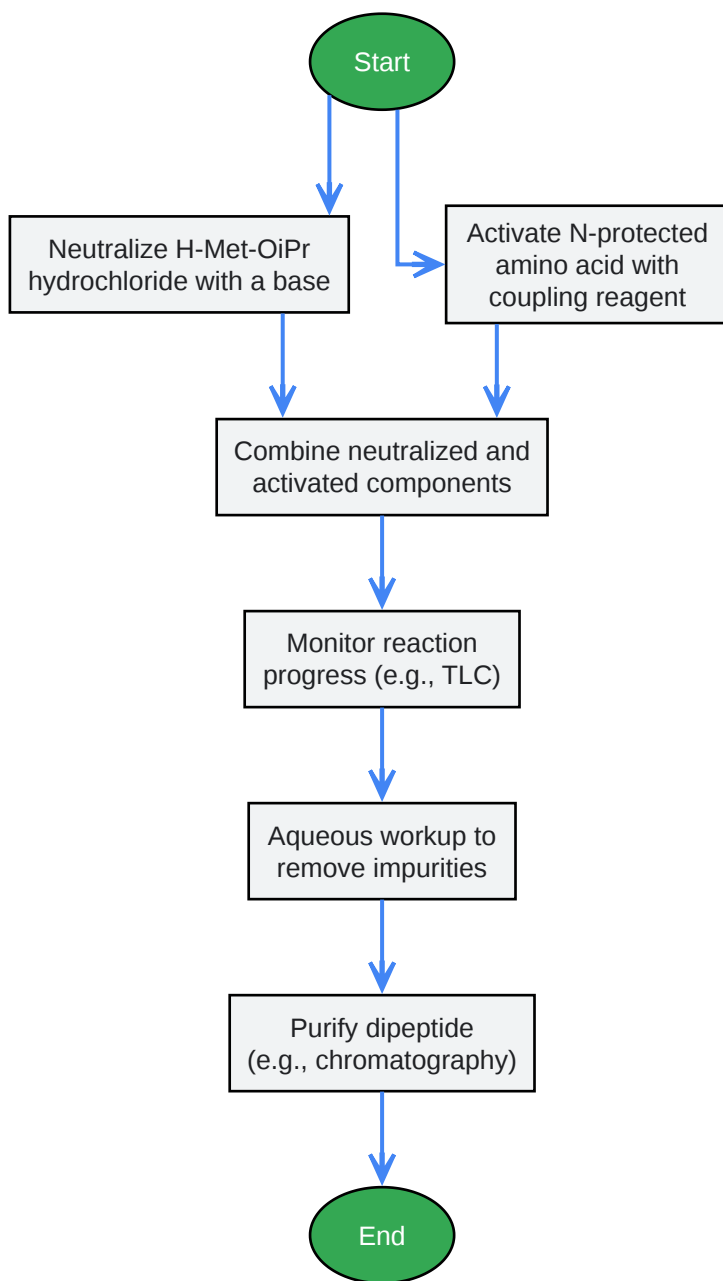 Start
Neutralize H-Met-OiPr
hydrochloride with a base
Activate N-protected
amino acid with
coupling reagent
Combine neutralized and
activated components
Monitor reaction
progress (e.g., TLC)
Aqueous workup to
remove impurities
Purify dipeptide
(e.g., chromatography)
End